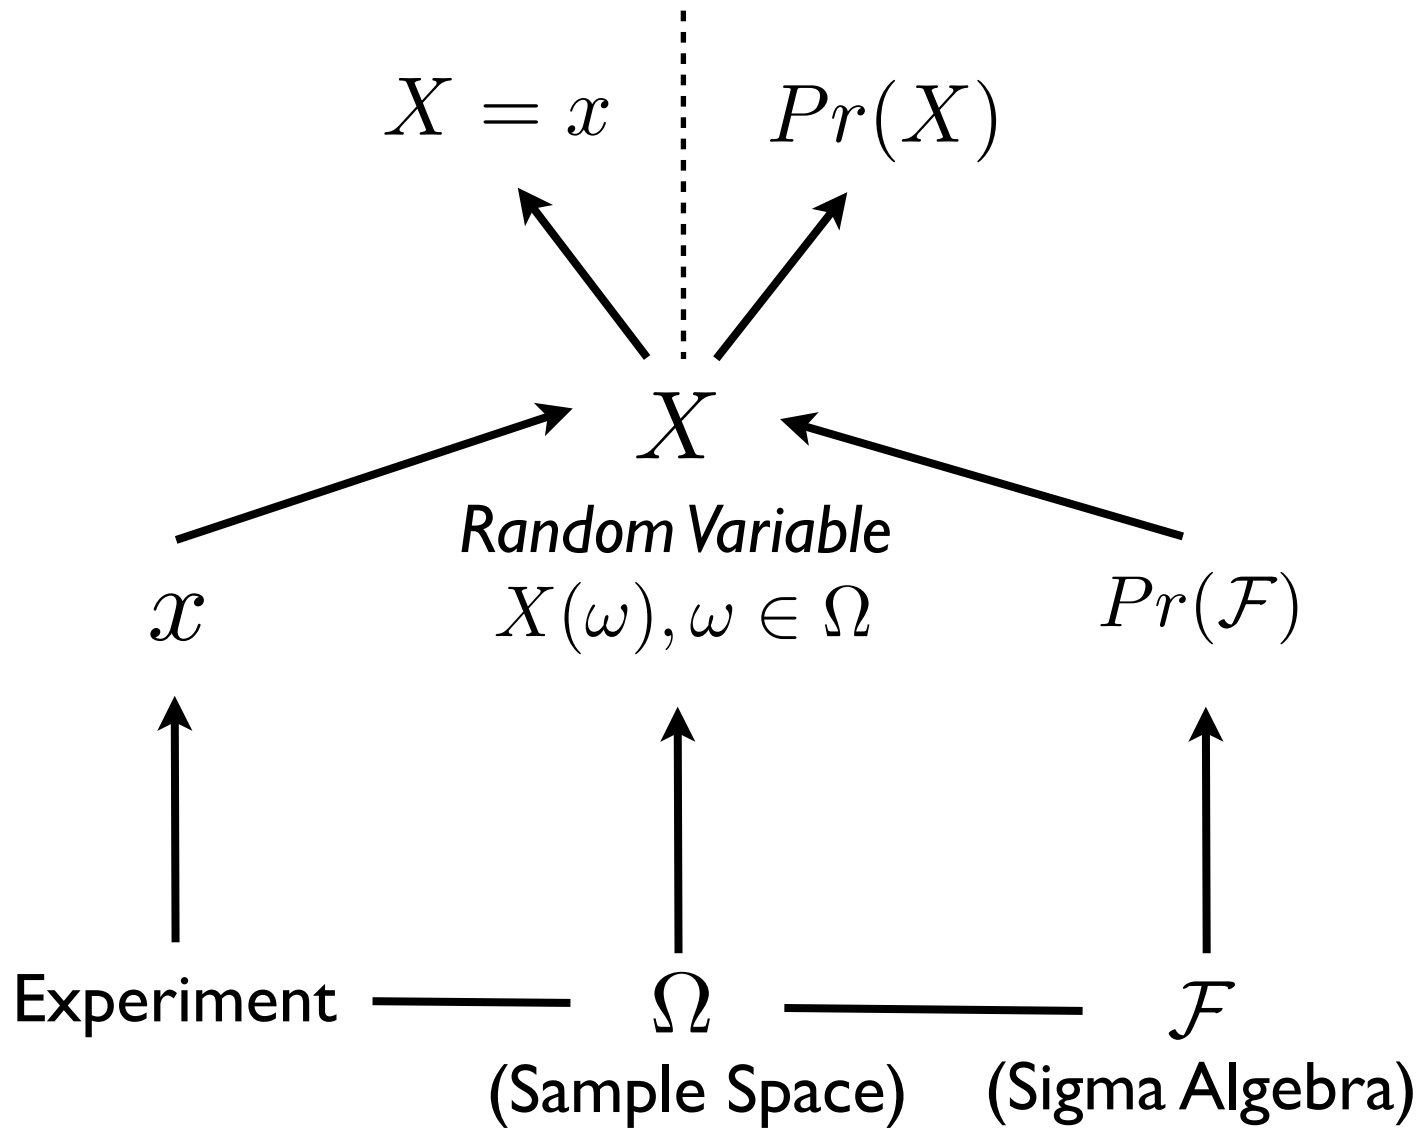 X = x
Pr(X)
X
Random Variable
x
X(ω), ω ∈ Ω
Pr(ℱ)
Experiment
Ω
ℱ
(Sample Space)
(Sigma Algebra)